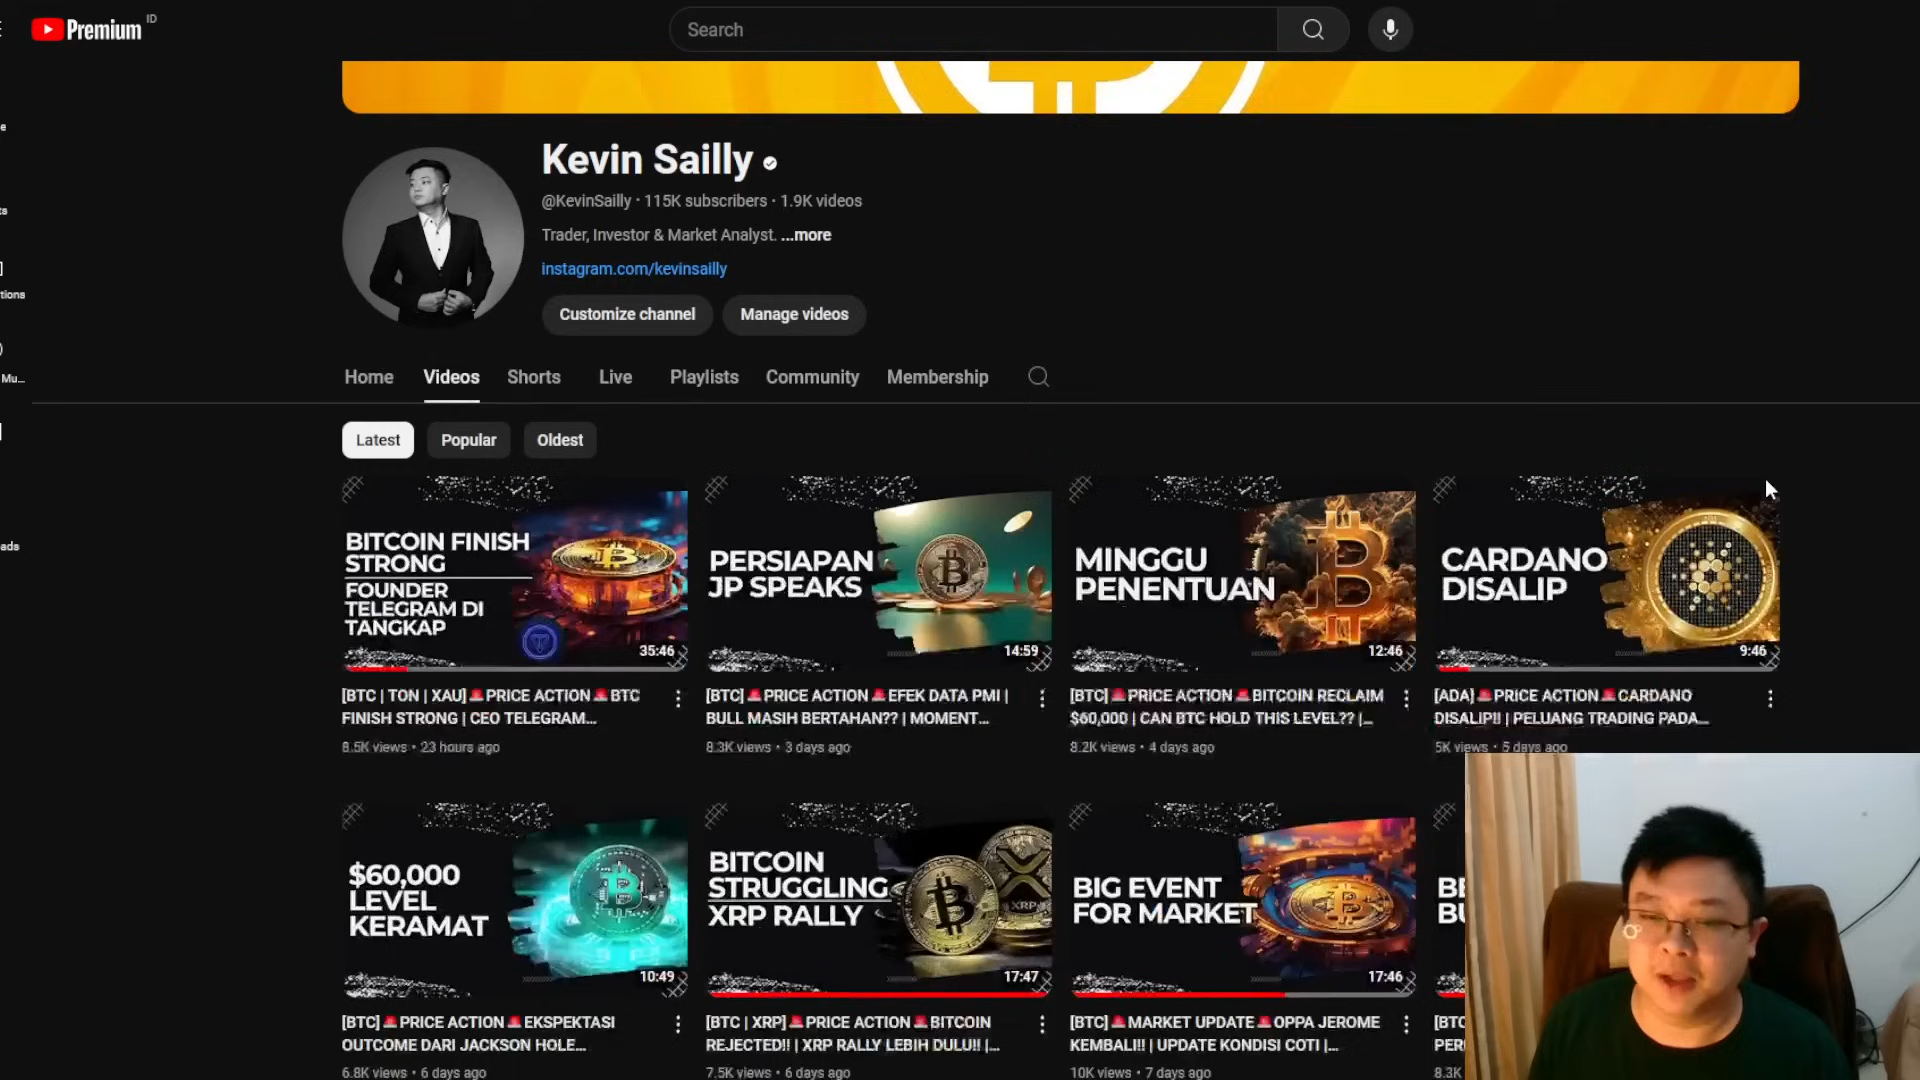 Premium ID
Search
Kevin Sailly
@KevinSailly · 115K subscribers · 1.9K videos
Trader, Investor & Market Analyst. ...more
instagram.com/kevinsailly
Customize channel
Manage videos
Home
Videos
Shorts
Live
Playlists
Community
Membership
Latest
Popular
Oldest
BITCOIN FINISH
STRONG
FOUNDER
TELEGRAM DI
TANGKAP
35:46
[BTC | TON | XAU]🚨PRICE ACTION🚨BTC
FINISH STRONG | CEO TELEGRAM...
8.5K views • 23 hours ago
PERSIAPAN
JP SPEAKS
14:59
[BTC]🚨PRICE ACTION🚨EFEK DATA PMI |
BULL MASIH BERTAHAN?? | MOMENT...
8.3K views • 3 days ago
MINGGU
PENENTUAN
12:46
[BTC]🚨PRICE ACTION🚨BITCOIN RECLAIM
$60,000 | CAN BTC HOLD THIS LEVEL?? |...
8.2K views • 4 days ago
CARDANO
DISALIP
9:46
[ADA]🚨PRICE ACTION🚨CARDANO
DISALIP!! | PELUANG TRADING PADA...
5K views • 5 days ago
$60,000
LEVEL
KERAMAT
10:49
[BTC]🚨PRICE ACTION🚨EKSPEKTASI
OUTCOME DARI JACKSON HOLE...
6.8K views • 6 days ago
BITCOIN
STRUGGLING
XRP RALLY
XRP
17:47
[BTC | XRP]🚨PRICE ACTION🚨BITCOIN
REJECTED!! | XRP RALLY LEBIH DULU!! |...
7.5K views • 6 days ago
BIG EVENT
FOR MARKET
17:46
[BTC]🚨MARKET UPDATE🚨OPPA JEROME
KEMBALI!! | UPDATE KONDISI COTI |...
10K views • 7 days ago
8.3K